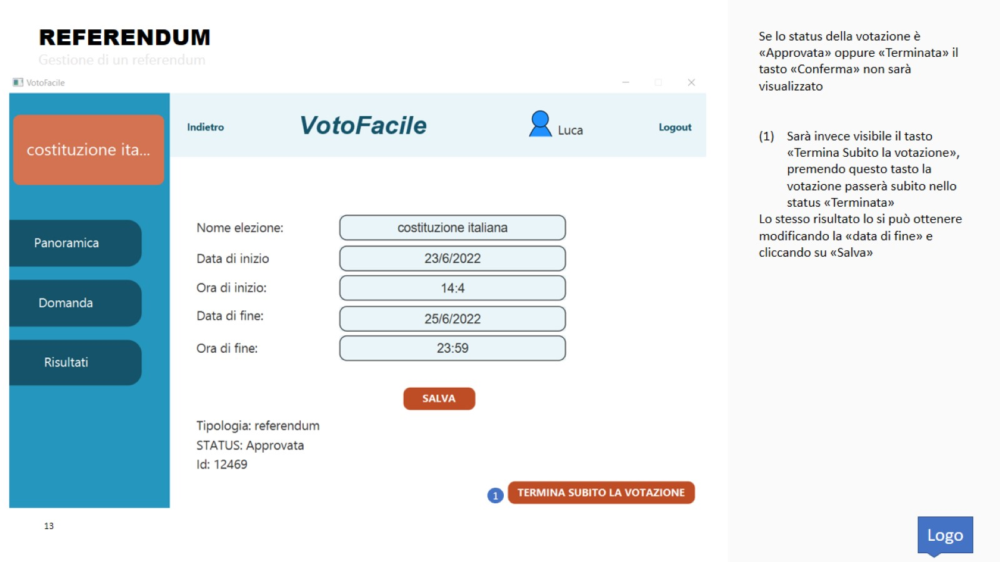 REFERENDUM
Gestione di un referendum
VotoFacile
costituzione ita...
Indietro
VotoFacile
Luca
Logout
Panoramica
Domanda
Risultati
Nome elezione:
costituzione italiana
Data di inizio
23/6/2022
Ora di inizio:
14:4
Data di fine:
25/6/2022
Ora di fine:
23:59
SALVA
Tipologia: referendum
STATUS: Approvata
Id: 12469
1
TERMINA SUBITO LA VOTAZIONE
13
Se lo status della votazione è
«Approvata» oppure «Terminata» il
tasto «Conferma» non sarà
visualizzato
(1) Sarà invece visibile il tasto
«Termina Subito la votazione»,
premendo questo tasto la
votazione passerà subito nello
status «Terminata»
Lo stesso risultato lo si può ottenere
modificando la «data di fine» e
cliccando su «Salva»
Logo